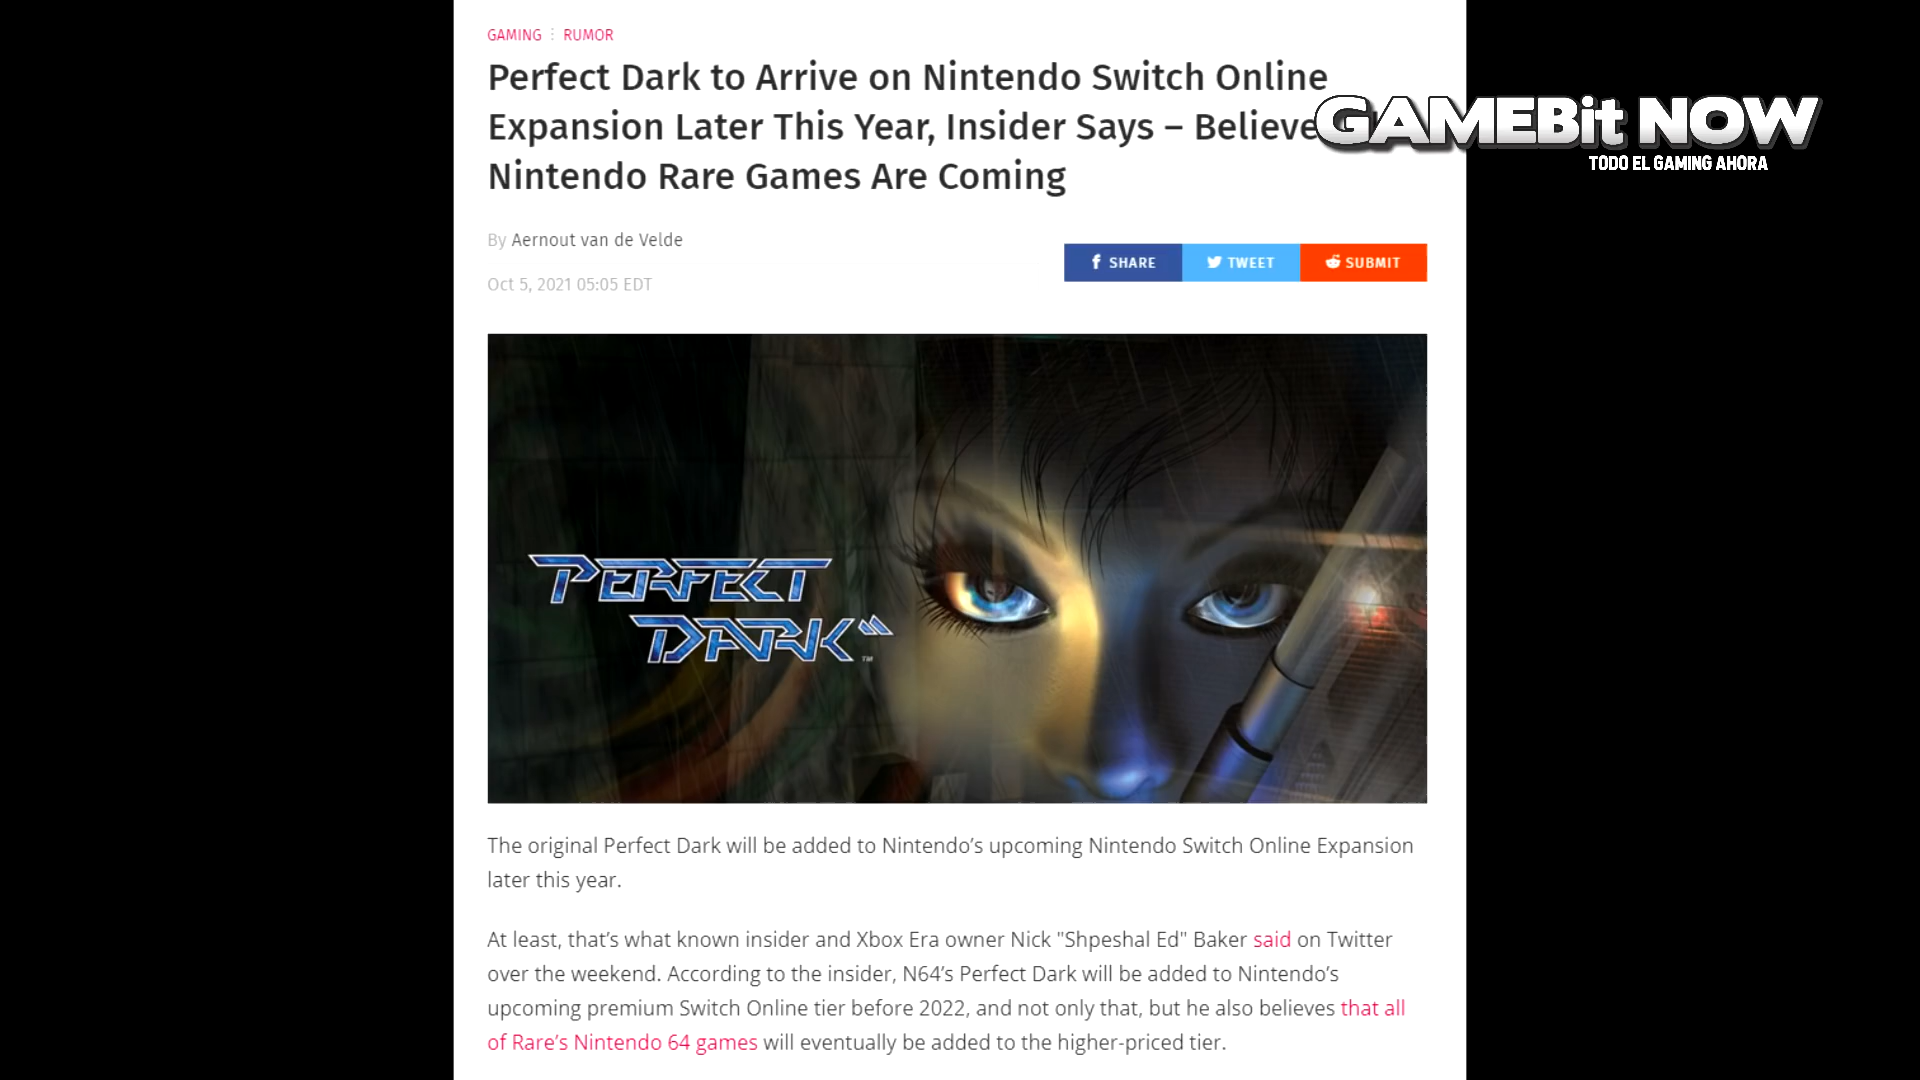 GAMING RUMOR
Perfect Dark to Arrive on Nintendo Switch Online
Expansion Later This Year, Insider Says – Believe
Nintendo Rare Games Are Coming
GAMEBit NOW
TODO EL GAMING AHORA
By Aernout van de Velde
Oct 5, 2021 05:05 EDT
SHARE TWEET SUBMIT
PERFECT
DARK
TM
The original Perfect Dark will be added to Nintendo’s upcoming Nintendo Switch Online Expansion
later this year.
At least, that’s what known insider and Xbox Era owner Nick "Shpeshal Ed" Baker said on Twitter
over the weekend. According to the insider, N64’s Perfect Dark will be added to Nintendo’s
upcoming premium Switch Online tier before 2022, and not only that, but he also believes that all
of Rare’s Nintendo 64 games will eventually be added to the higher-priced tier.